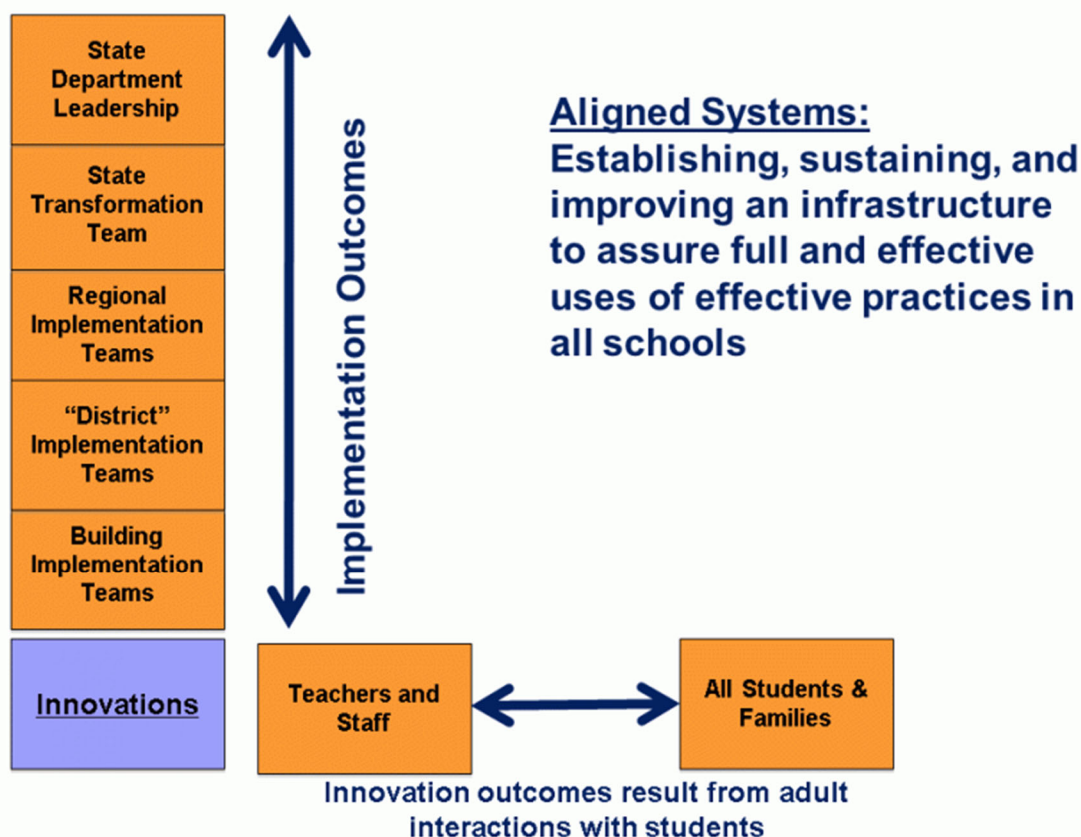 State
Department
Leadership
State
Transformation
Team
Regional
Implementation
Teams
“District”
Implementation
Teams
Building
Implementation
Teams
Innovations
Implementation Outcomes
Aligned Systems:
Establishing, sustaining, and
improving an infrastructure
to assure full and effective
uses of effective practices in
all schools
Teachers and
Staff
All Students &
Families
Innovation outcomes result from adult
interactions with students